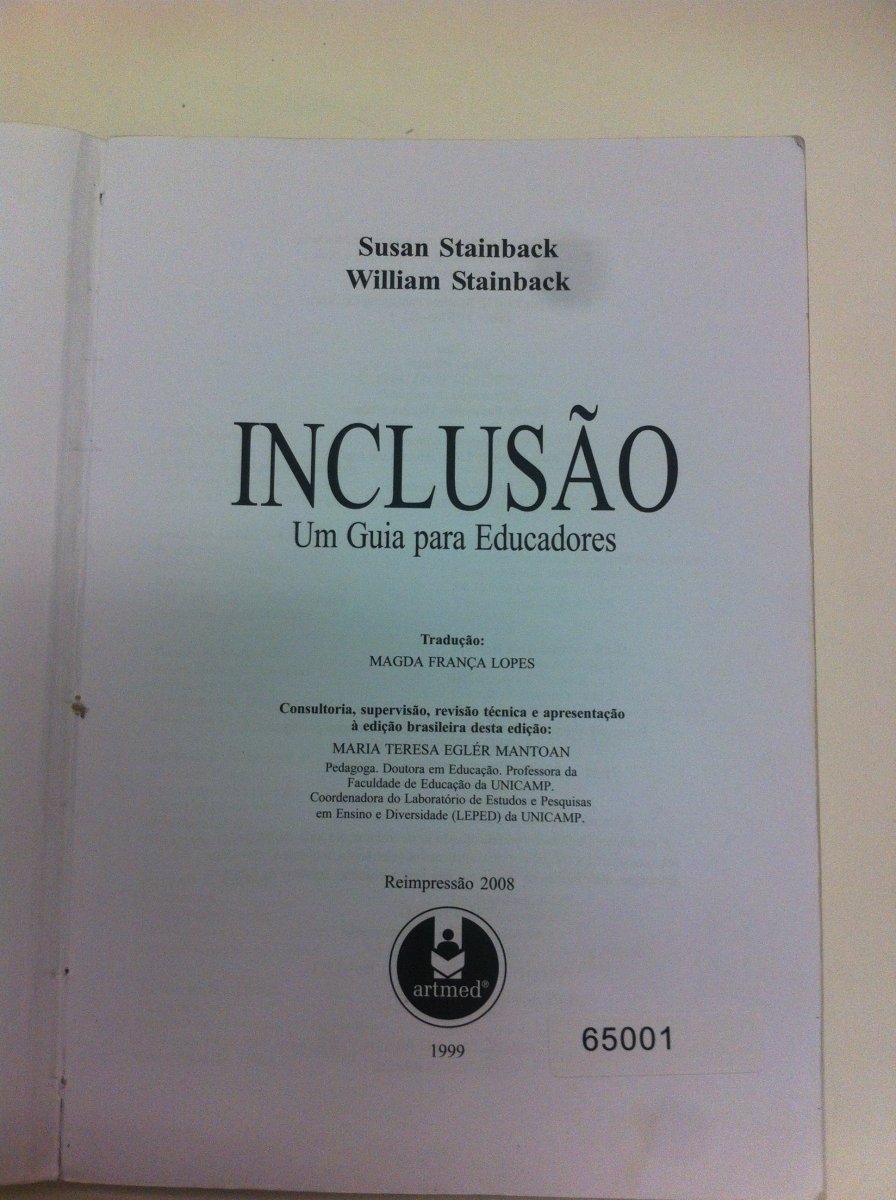 Susan Stainback
William Stainback
INCLUSÃO
Um Guia para Educadores
Tradução:
MAGDA FRANÇA LOPES
Consultoria, supervisão, revisão técnica e apresentação
à edição brasileira desta edição:
MARIA TERESA EGLÉR MANTOAN
Pedagoga. Doutora em Educação. Professora da
Faculdade de Educação da UNICAMP.
Coordenadora do Laboratório de Estudos e Pesquisas
em Ensino e Diversidade (LEPED) da UNICAMP.
Reimpressão 2008
artmed®
1999
65001